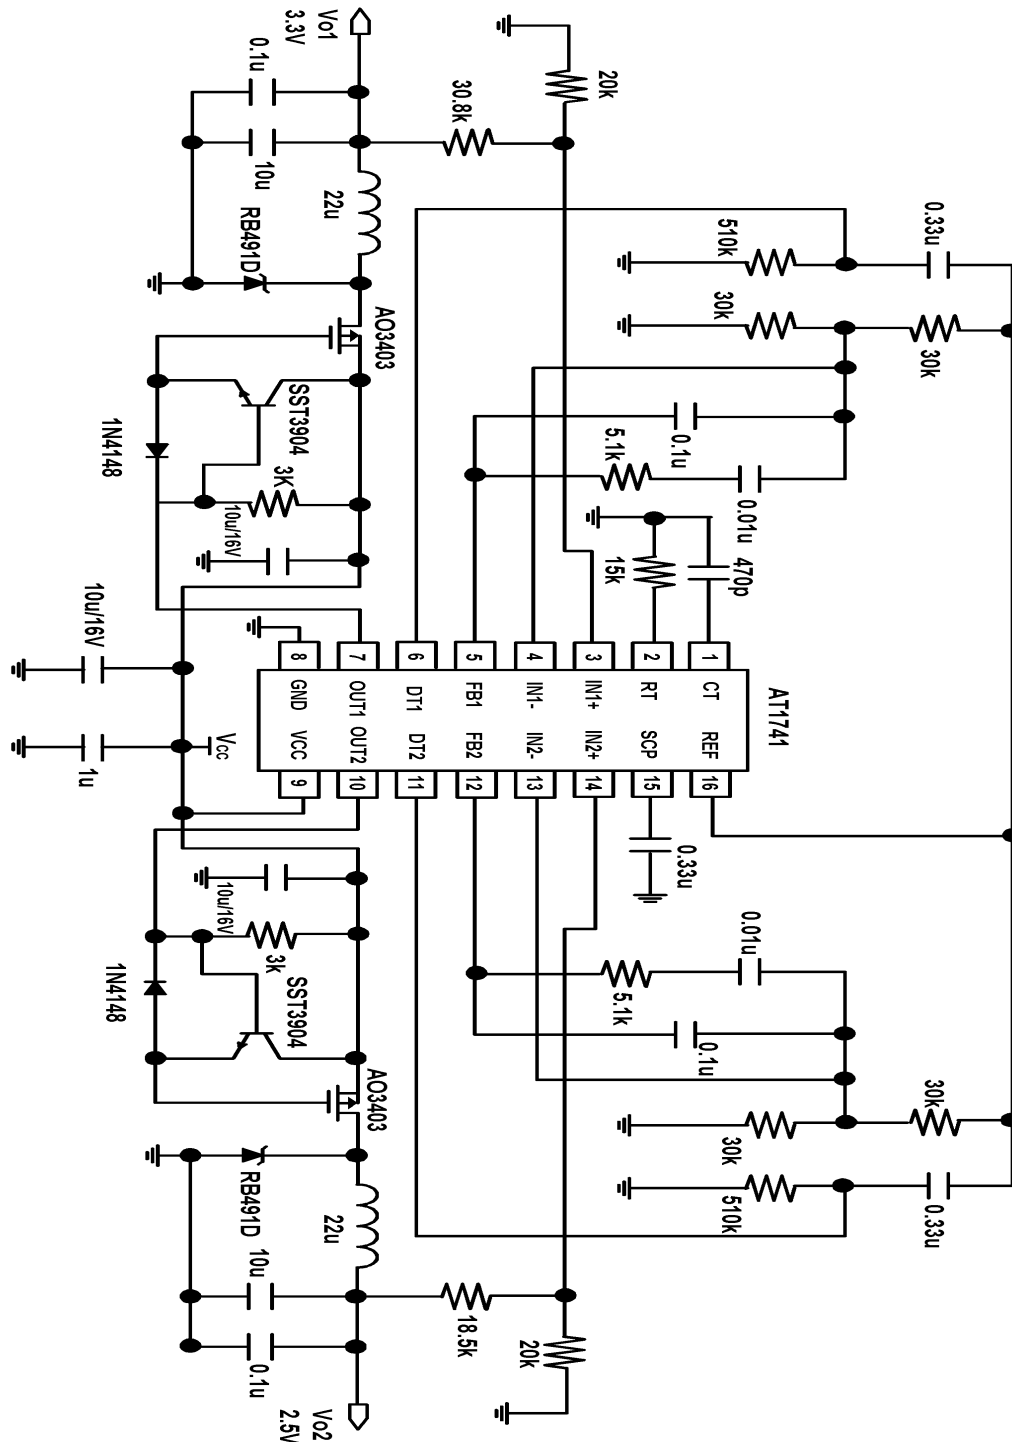 Vo1
3.3V
0.1u
10u
30.8k
20k
22u
RB491D
AO3403
510k
0.33u
30k
30k
SST3904
1N4148
3K
10u/16V
5.1k
0.1u
0.01u
15k
470p
10u/16V
8
7
6
5
4
3
2
1
GND
OUT1
DT1
FB1
IN1-
IN1+
RT
CT
AT1741
VCC
OUT2
DT2
FB2
IN2-
IN2+
SCP
REF
9
10
11
12
13
14
15
16
Vcc
1u
0.33u
10u/16V
3k
1N4148
SST3904
AO3403
0.01u
5.1k
0.1u
30k
30k
510k
0.33u
RB491D
22u
10u
0.1u
18.5k
20k
Vo2
2.5V